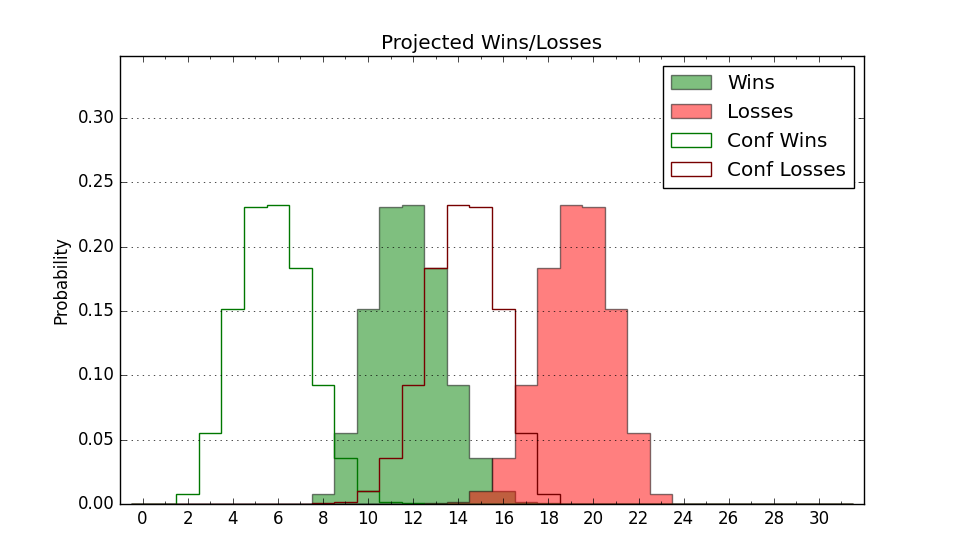 Projected Wins/Losses
Wins
Losses
Conf Wins
Conf Losses
Probability
0.30
0.25
0.20
0.15
0.10
0.05
0.00
0 2 4 6 8 10 12 14 16 18 20 22 24 26 28 30